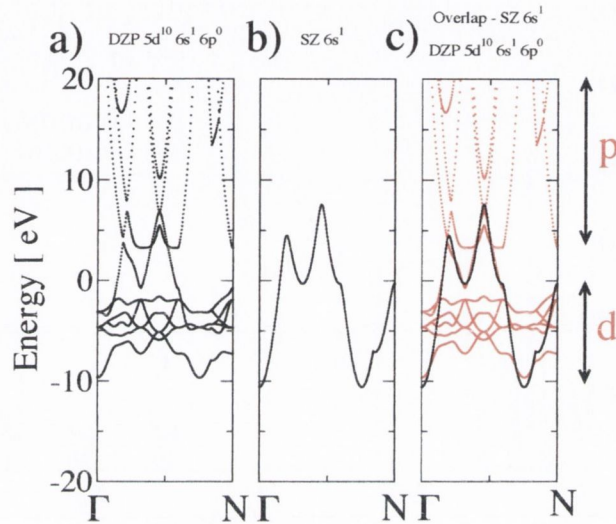 a) DZP 5d¹⁰ 6s¹ 6p⁰
b) SZ 6s¹
c) Overlap - SZ 6s¹
DZP 5d¹⁰ 6s¹ 6p⁰
Energy [ eV ]
20
10
0
-10
-20
Γ N Γ N Γ N
p
d